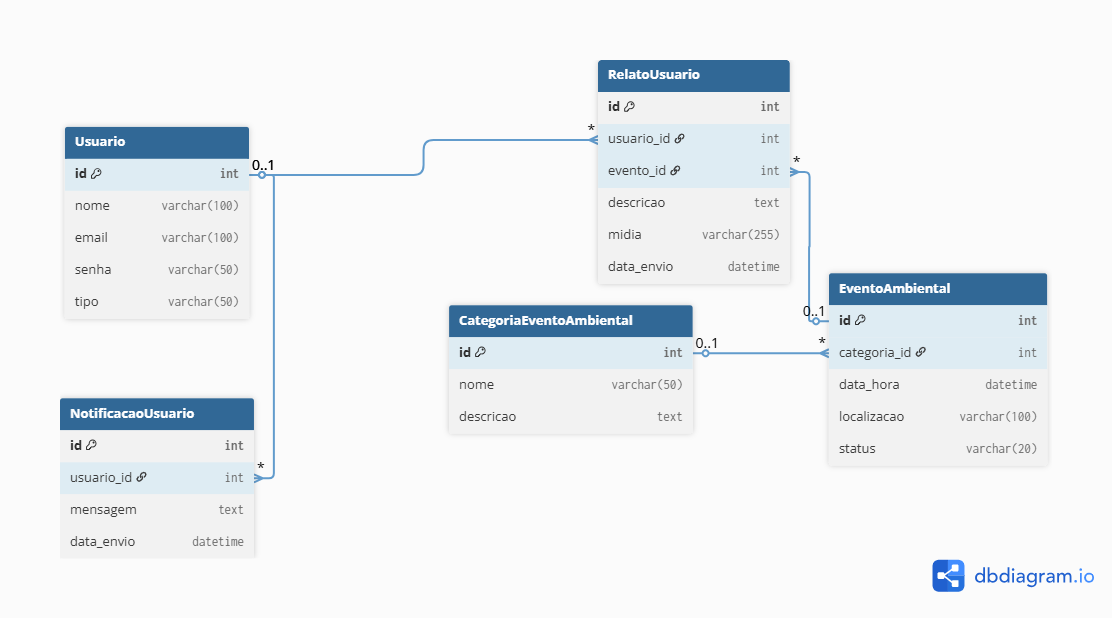 Usuario
id int
nome varchar(100)
email varchar(100)
senha varchar(50)
tipo varchar(50)
0..1
*
RelatoUsuario
id int
usuario_id int
evento_id int
descricao text
midia varchar(255)
data_envio datetime
*
0..1
CategoriaEventoAmbiental
id int
nome varchar(50)
descricao text
0..1
*
EventoAmbiental
id int
categoria_id int
data_hora datetime
localizacao varchar(100)
status varchar(20)
NotificacaoUsuario
id int
usuario_id int
mensagem text
data_envio datetime
*
dbdiagram.io